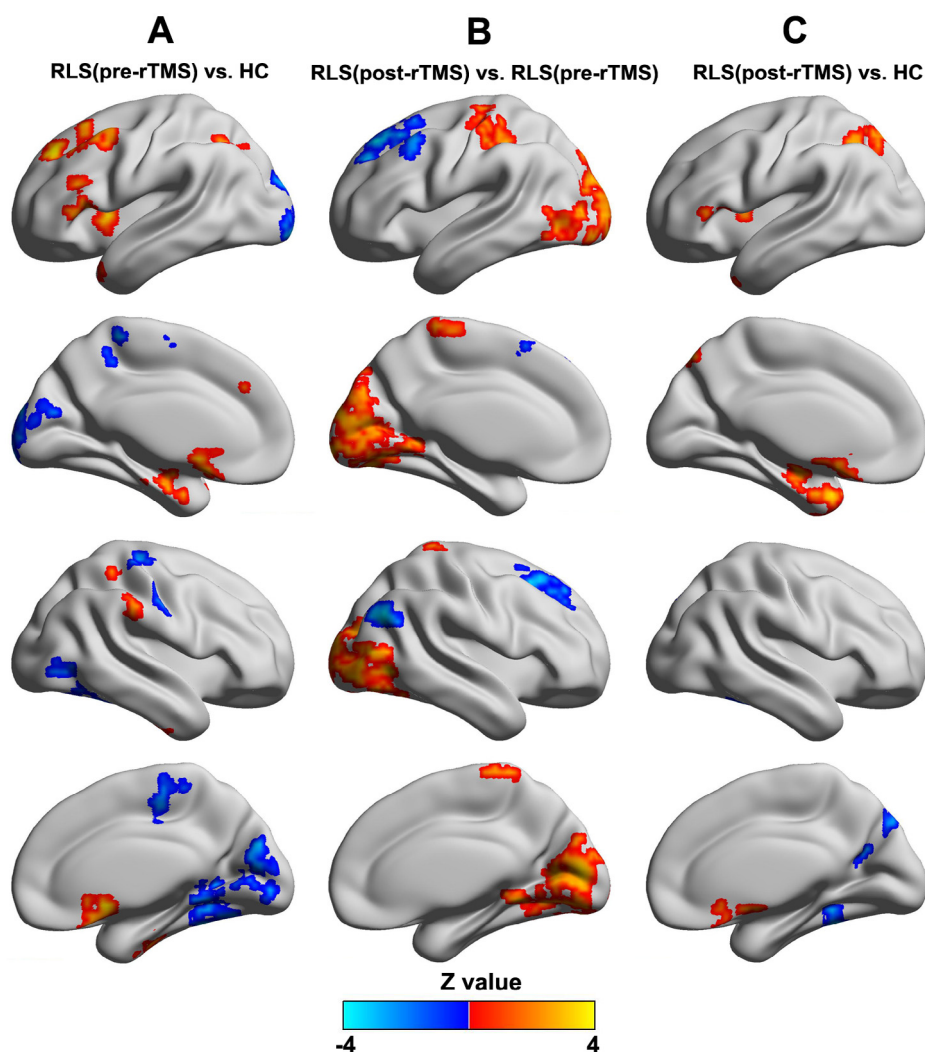 A
B
C
RLS(pre-rTMS) vs. HC
RLS(post-rTMS) vs. RLS(pre-rTMS)
RLS(post-rTMS) vs. HC
Z value
-4
4